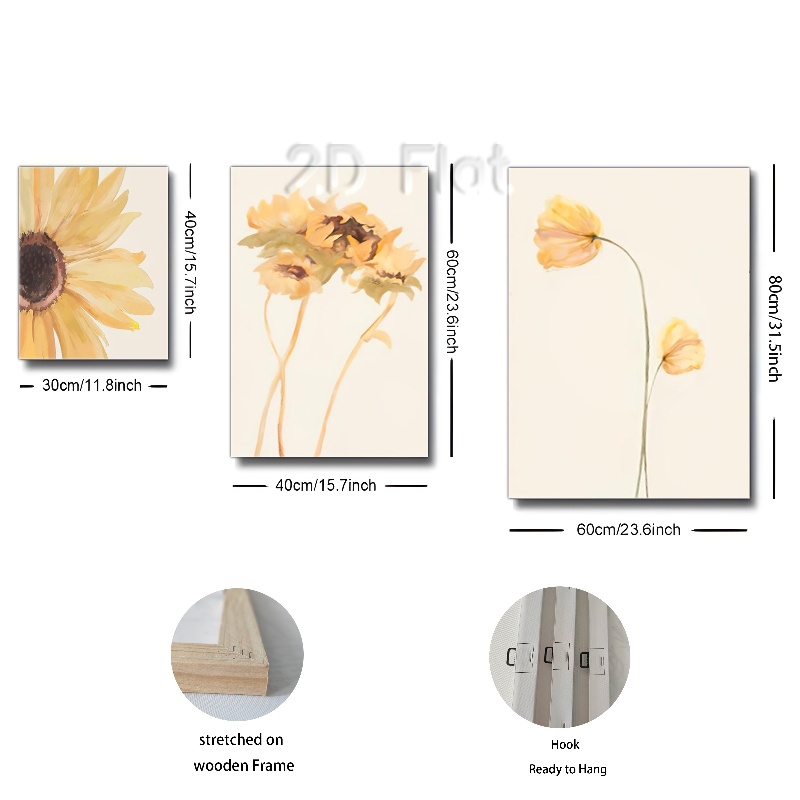 2D Flat
40cm/15.7inch
60cm/23.6inch
80cm/31.5inch
30cm/11.8inch
40cm/15.7inch
60cm/23.6inch
stretched on
wooden Frame
Hook
Ready to Hang